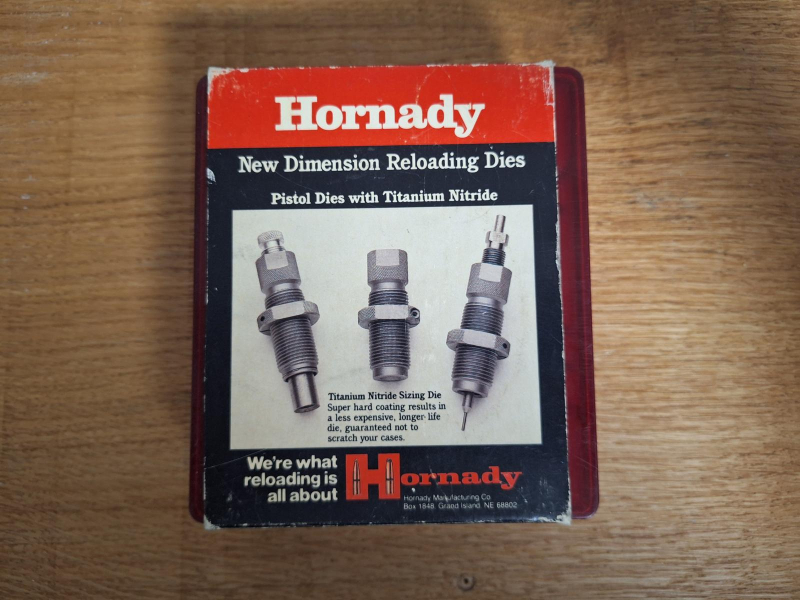 Hornady
New Dimension Reloading Dies
Pistol Dies with Titanium Nitride
Titanium Nitride Sizing Die
Super hard coating results in
a less expensive, longer life
die, guaranteed not to
scratch your cases.
We're what
reloading is
all about
Hornady
Hornady Manufacturing Co
Box 1848, Grand Island, NE 68802